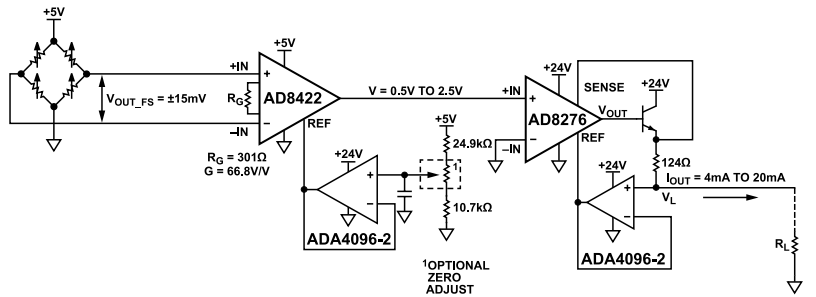 +5V
+IN
V_OUT_FS = ±15mV
–IN
+5V
R_G
AD8422
REF
R_G = 301Ω
G = 66.8V/V
V = 0.5V TO 2.5V
+24V
ADA4096-2
+5V
24.9kΩ
1
10.7kΩ
¹OPTIONAL
ZERO
ADJUST
+IN
–IN
+24V
AD8276
SENSE
V_OUT
REF
+24V
124Ω
I_OUT = 4mA TO 20mA
V_L
+24V
ADA4096-2
R_L